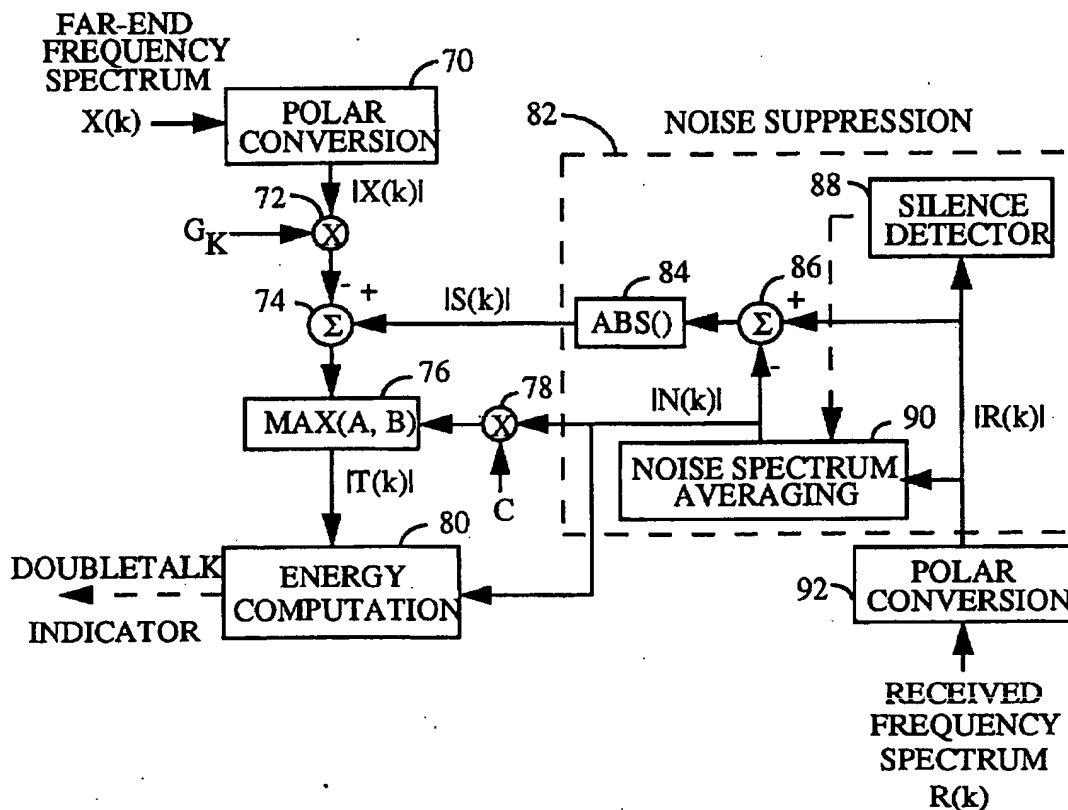 FAR-END
FREQUENCY
SPECTRUM
X(k)
70
POLAR
CONVERSION
|X(k)|
72
G_K
X
- +
74
Σ
|S(k)|
76
MAX(A, B)
78
X
C
|T(k)|
80
ENERGY
COMPUTATION
DOUBLETALK
INDICATOR
82
NOISE SUPPRESSION
88
SILENCE
DETECTOR
84
ABS()
86
Σ
+
-
|N(k)|
90
NOISE SPECTRUM
AVERAGING
|R(k)|
92
POLAR
CONVERSION
RECEIVED
FREQUENCY
SPECTRUM
R(k)